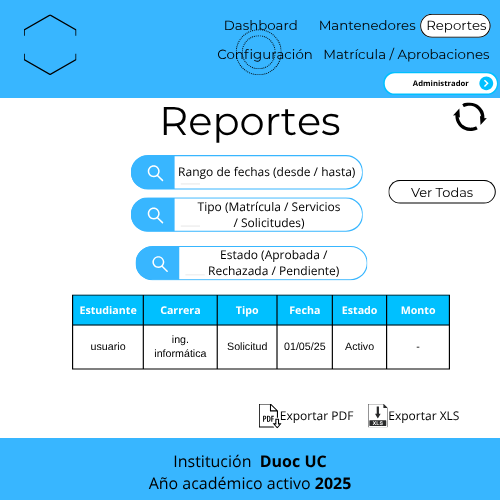 Dashboard Mantenedores Reportes
Configuración Matrícula / Aprobaciones
Administrador
Reportes
Rango de fechas (desde / hasta)
Ver Todas
Tipo (Matrícula / Servicios
/ Solicitudes)
Estado (Aprobada /
Rechazada / Pendiente)
Estudiante Carrera Tipo Fecha Estado Monto
usuario ing. informática Solicitud 01/05/25 Activo -
PDF Exportar PDF XLS Exportar XLS
Institución Duoc UC
Año académico activo 2025